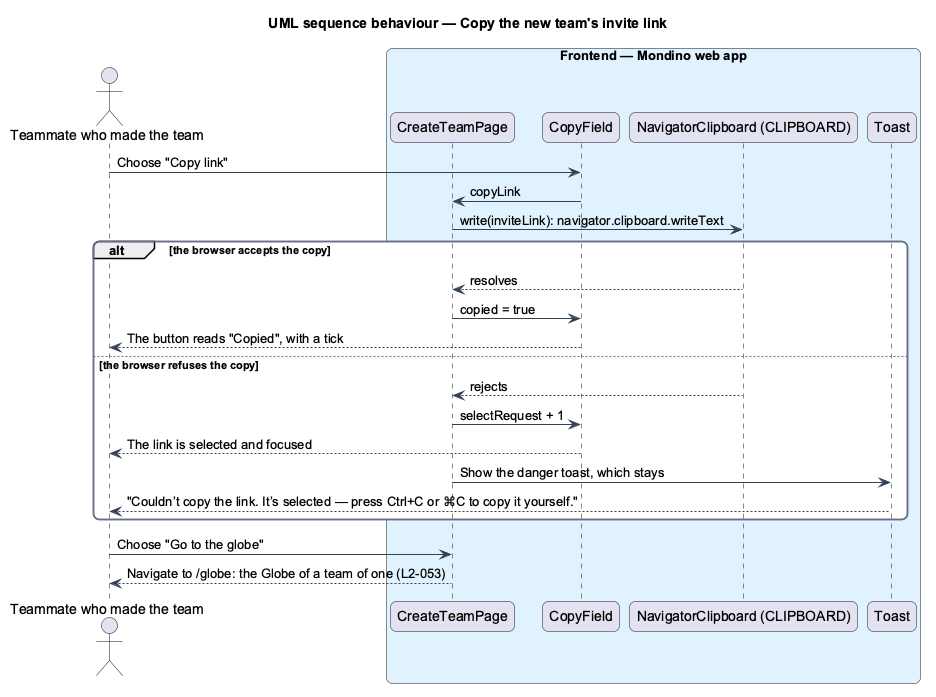 UML sequence behaviour — Copy the new team's invite link
Frontend — Mondino web app
Teammate who made the team
CreateTeamPage
CopyField
NavigatorClipboard (CLIPBOARD)
Toast
Choose "Copy link"
copyLink
write(inviteLink): navigator.clipboard.writeText
alt
[the browser accepts the copy]
resolves
copied = true
The button reads "Copied", with a tick
[the browser refuses the copy]
rejects
selectRequest + 1
The link is selected and focused
Show the danger toast, which stays
"Couldn’t copy the link. It’s selected — press Ctrl+C or ⌘C to copy it yourself."
Choose "Go to the globe"
Navigate to /globe: the Globe of a team of one (L2-053)
Teammate who made the team
CreateTeamPage
CopyField
NavigatorClipboard (CLIPBOARD)
Toast